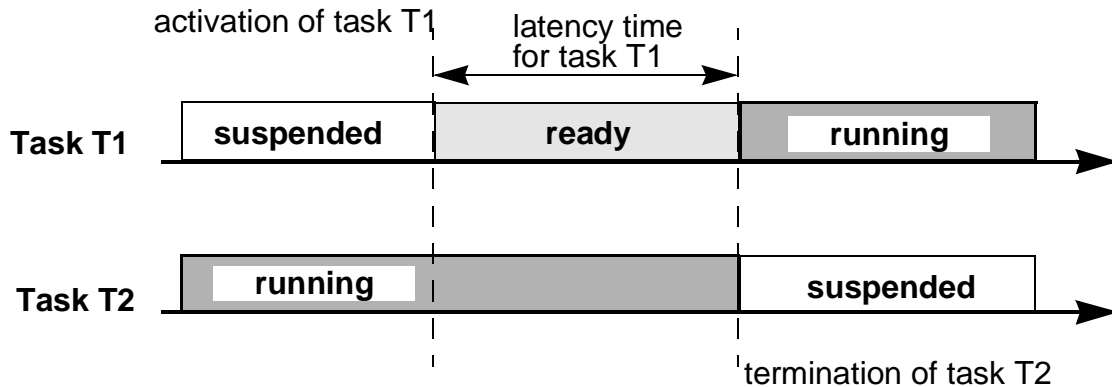 activation of task T1
latency time
for task T1
Task T1
suspended
ready
running
Task T2
running
suspended
termination of task T2